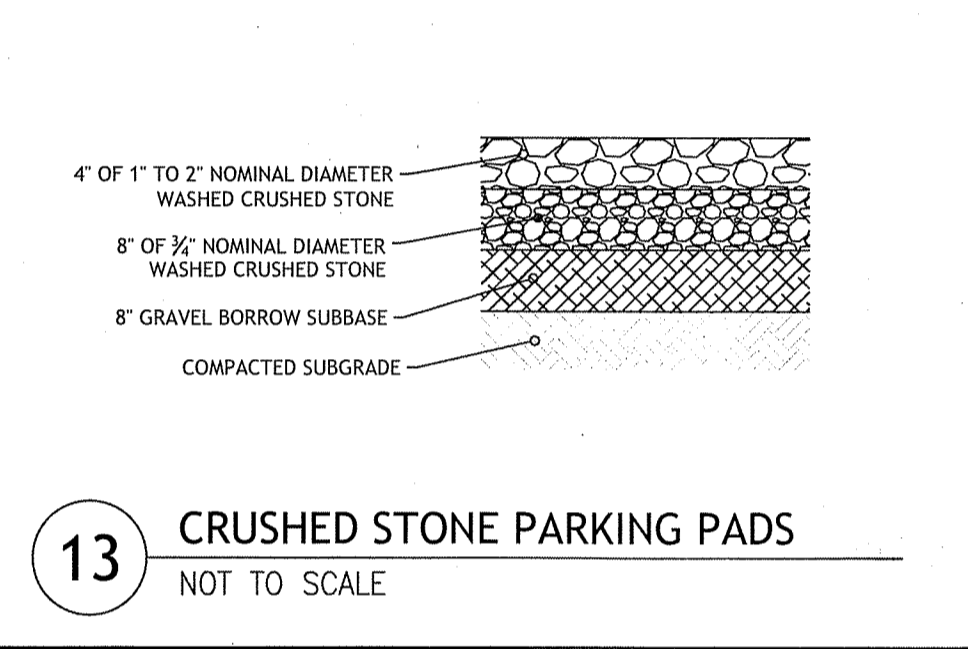 4" OF 1" TO 2" NOMINAL DIAMETER
WASHED CRUSHED STONE
8" OF ¾" NOMINAL DIAMETER
WASHED CRUSHED STONE
8" GRAVEL BORROW SUBBASE
COMPACTED SUBGRADE
13
CRUSHED STONE PARKING PADS
NOT TO SCALE